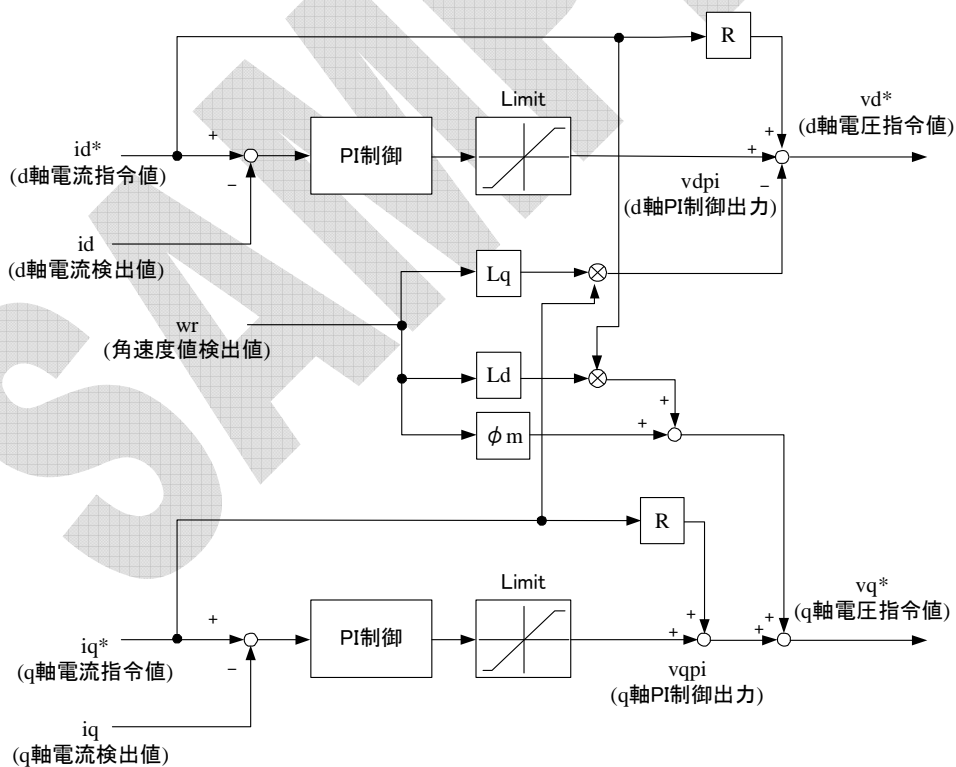 SAMP
R
Limit
vd*
(d軸電圧指令値)
+
+
id*
(d軸電流指令値)
+
−
PI制御
vdpi
(d軸PI制御出力)
−
id
(d軸電流検出値)
Lq
wr
(角速度値検出値)
Ld
+
φm
+
R
Limit
vq*
(q軸電圧指令値)
+
+
+
+
iq*
(q軸電流指令値)
+
−
PI制御
vqpi
(q軸PI制御出力)
iq
(q軸電流検出値)